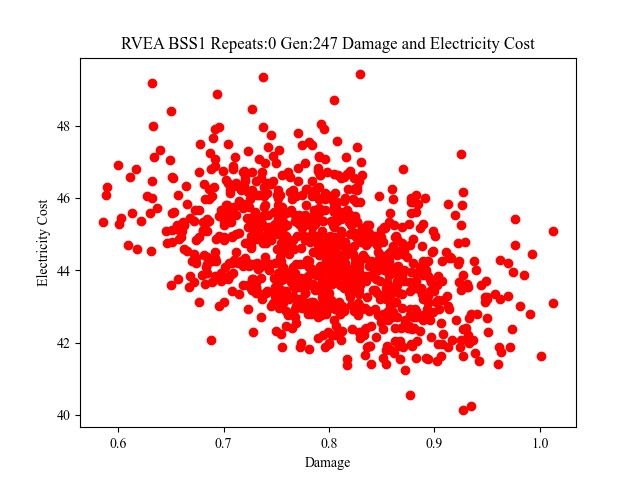 RVEA BSS1 Repeats:0 Gen:247 Damage and Electricity Cost
48
46
44
42
40
Electricity Cost
0.6 0.7 0.8 0.9 1.0
Damage